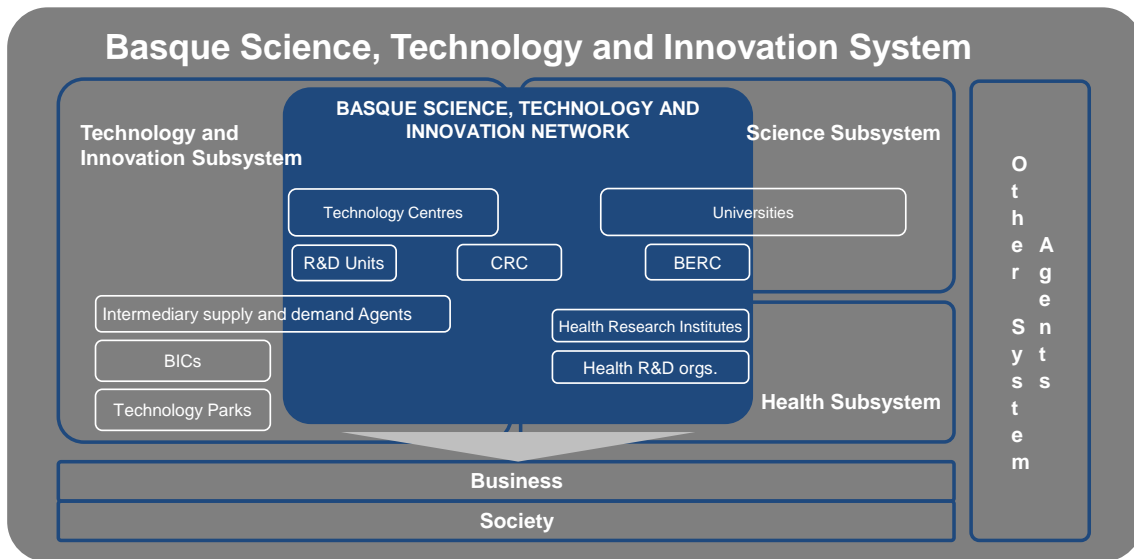 Basque Science, Technology and Innovation System
BASQUE SCIENCE, TECHNOLOGY AND
INNOVATION NETWORK
Technology and
Innovation Subsystem
Science Subsystem
Technology Centres
Universities
R&D Units
CRC
BERC
Intermediary supply and demand Agents
Health Research Institutes
BICs
Health R&D orgs.
Technology Parks
Health Subsystem
Business
Society
Other System
Agents